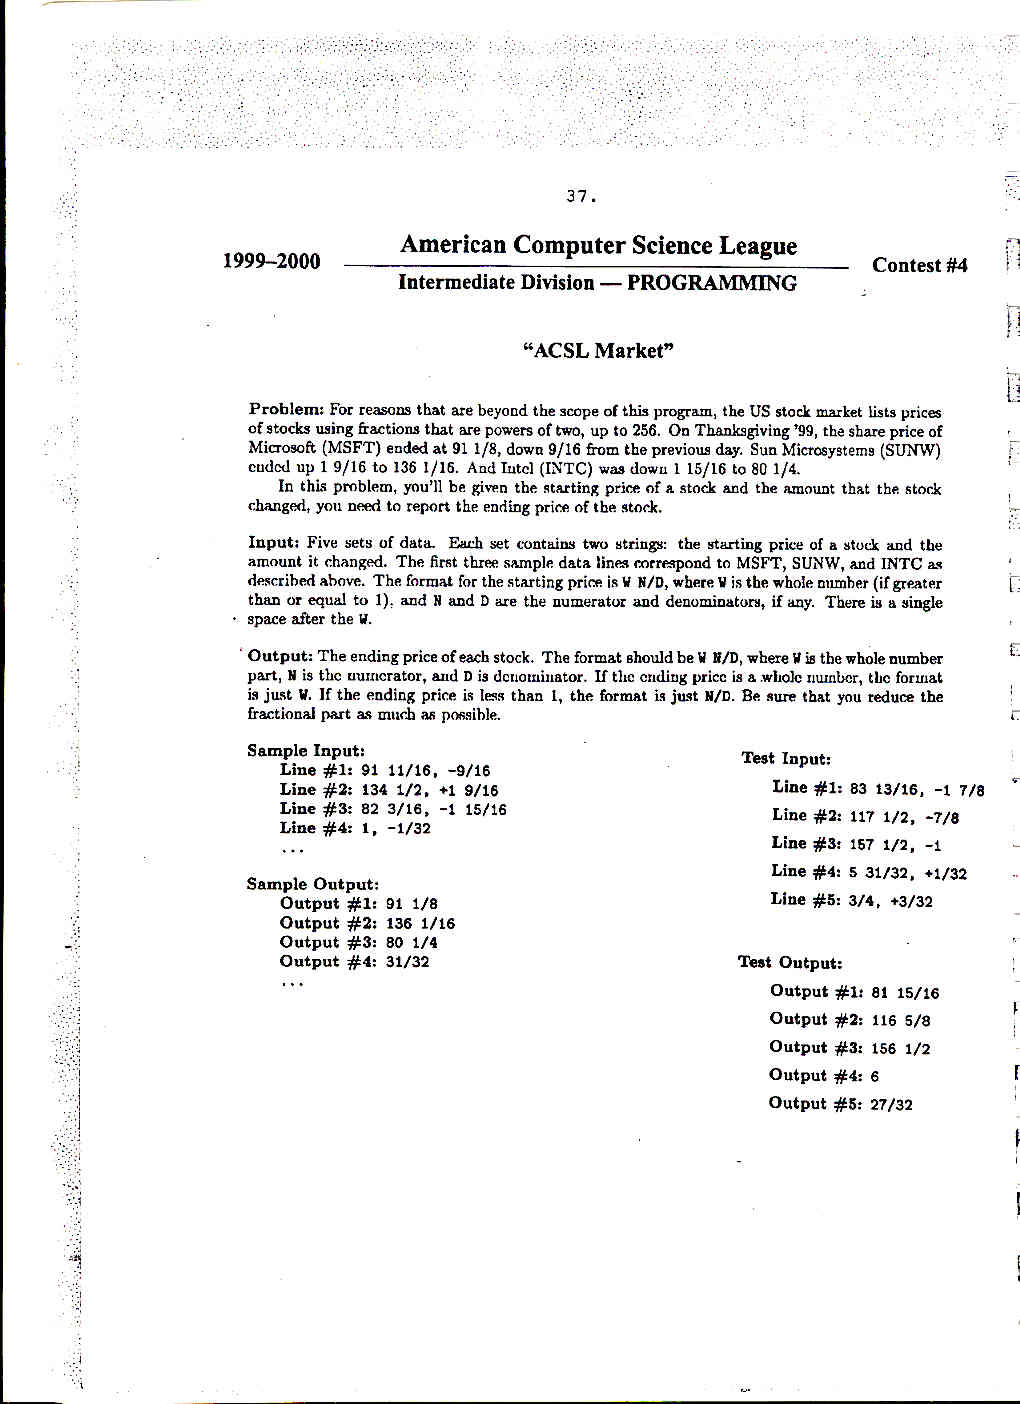 37.
American Computer Science League
1999–2000
Contest #4
Intermediate Division — PROGRAMMING
“ACSL Market”
Problem: For reasons that are beyond the scope of this program, the US stock market lists prices
of stocks using fractions that are powers of two, up to 256. On Thanksgiving '99, the share price of
Microsoft (MSFT) ended at 91 1/8, down 9/16 from the previous day. Sun Microsystems (SUNW)
ended up 1 9/16 to 136 1/16. And Intel (INTC) was down 1 15/16 to 80 1/4.
In this problem, you'll be given the starting price of a stock and the amount that the stock
changed, you need to report the ending price of the stock.
Input: Five sets of data. Each set contains two strings: the starting price of a stock and the
amount it changed. The first three sample data lines correspond to MSFT, SUNW, and INTC as
described above. The format for the starting price is W N/D, where W is the whole number (if greater
than or equal to 1), and N and D are the numerator and denominators, if any. There is a single
space after the W.
Output: The ending price of each stock. The format should be W N/D, where W is the whole number
part, N is the numerator, and D is denominator. If the ending price is a whole number, the format
is just W. If the ending price is less than 1, the format is just N/D. Be sure that you reduce the
fractional part as much as possible.
Sample Input:
Line #1: 91 11/16, -9/16
Line #2: 134 1/2, +1 9/16
Line #3: 82 3/16, -1 15/16
Line #4: 1, -1/32
...
Sample Output:
Output #1: 91 1/8
Output #2: 136 1/16
Output #3: 80 1/4
Output #4: 31/32
...
Test Input:
Line #1: 83 13/16, -1 7/8
Line #2: 117 1/2, -7/8
Line #3: 157 1/2, -1
Line #4: 5 31/32, +1/32
Line #5: 3/4, +3/32
Test Output:
Output #1: 81 15/16
Output #2: 116 5/8
Output #3: 156 1/2
Output #4: 6
Output #5: 27/32